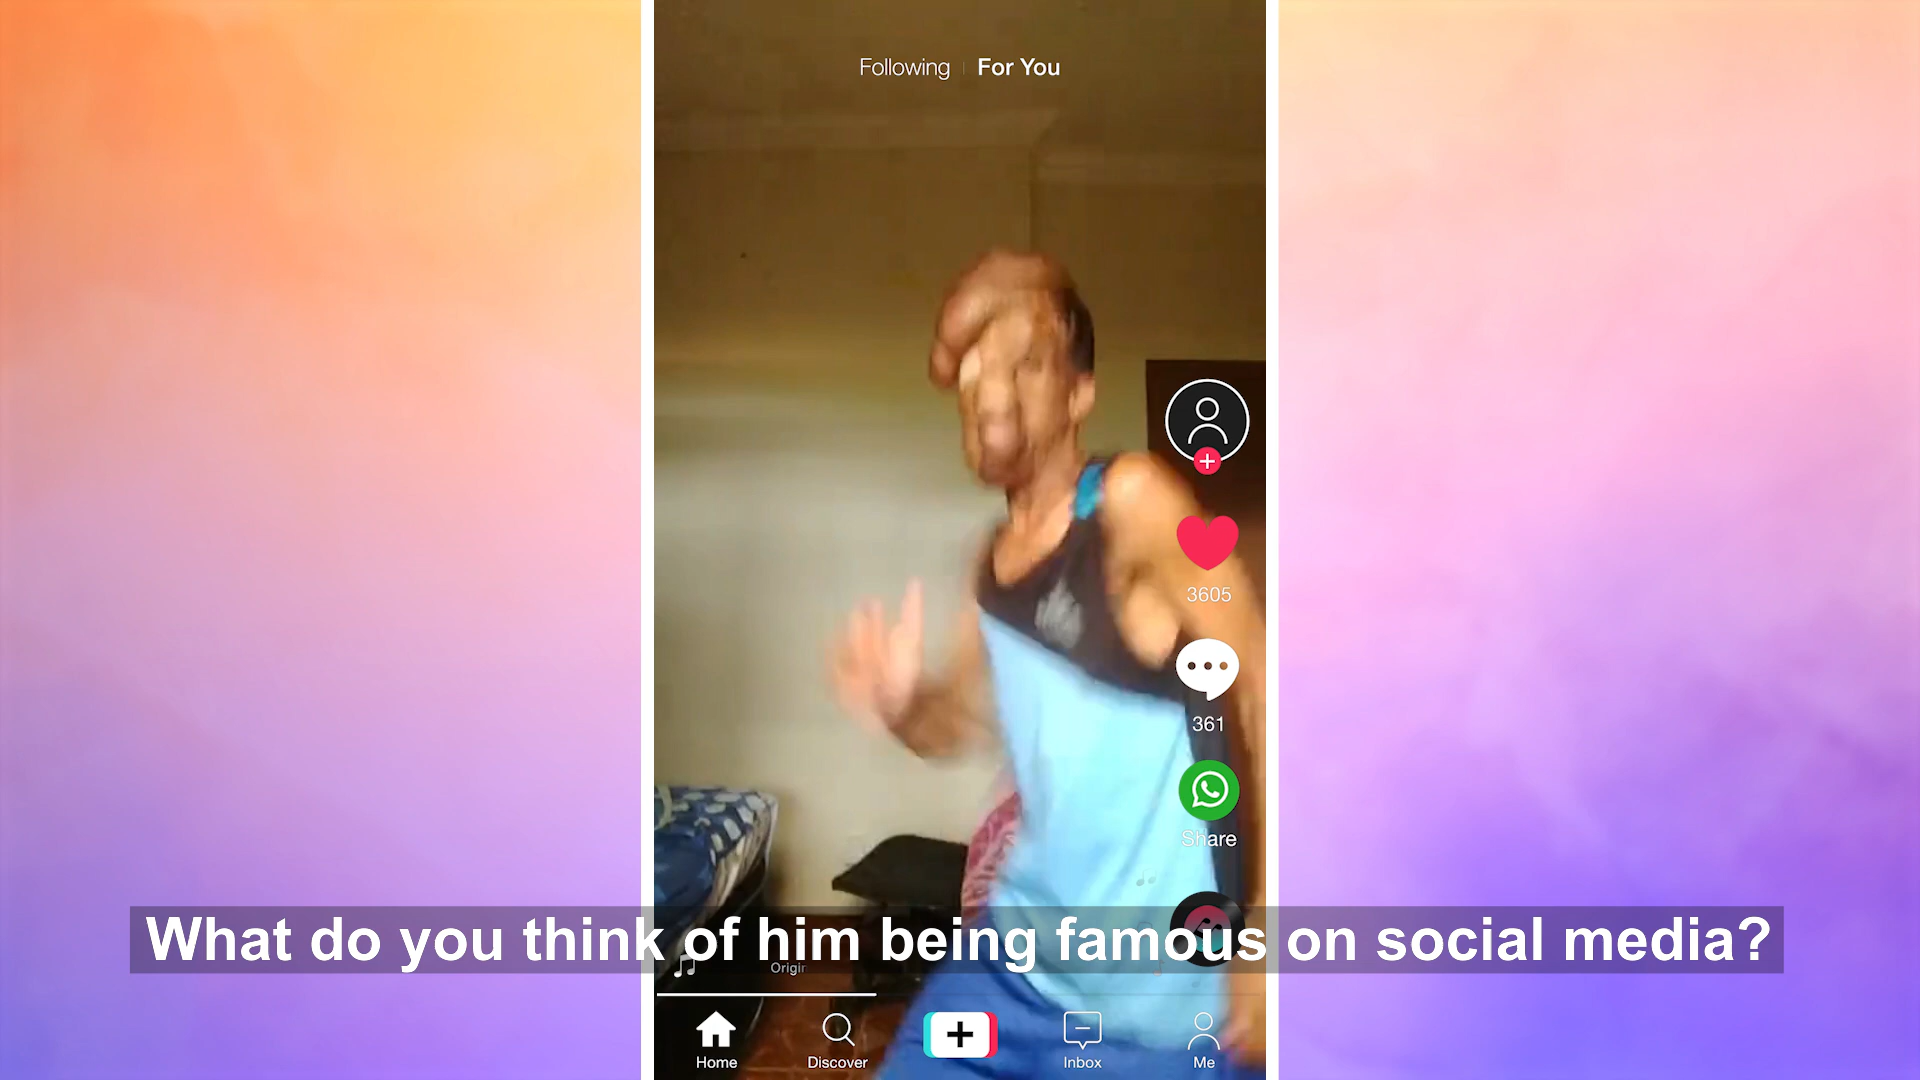 Following
For You
3605
361
Share
What do you think of him being famous on social media?
Origin
Home
Discover
Inbox
Me